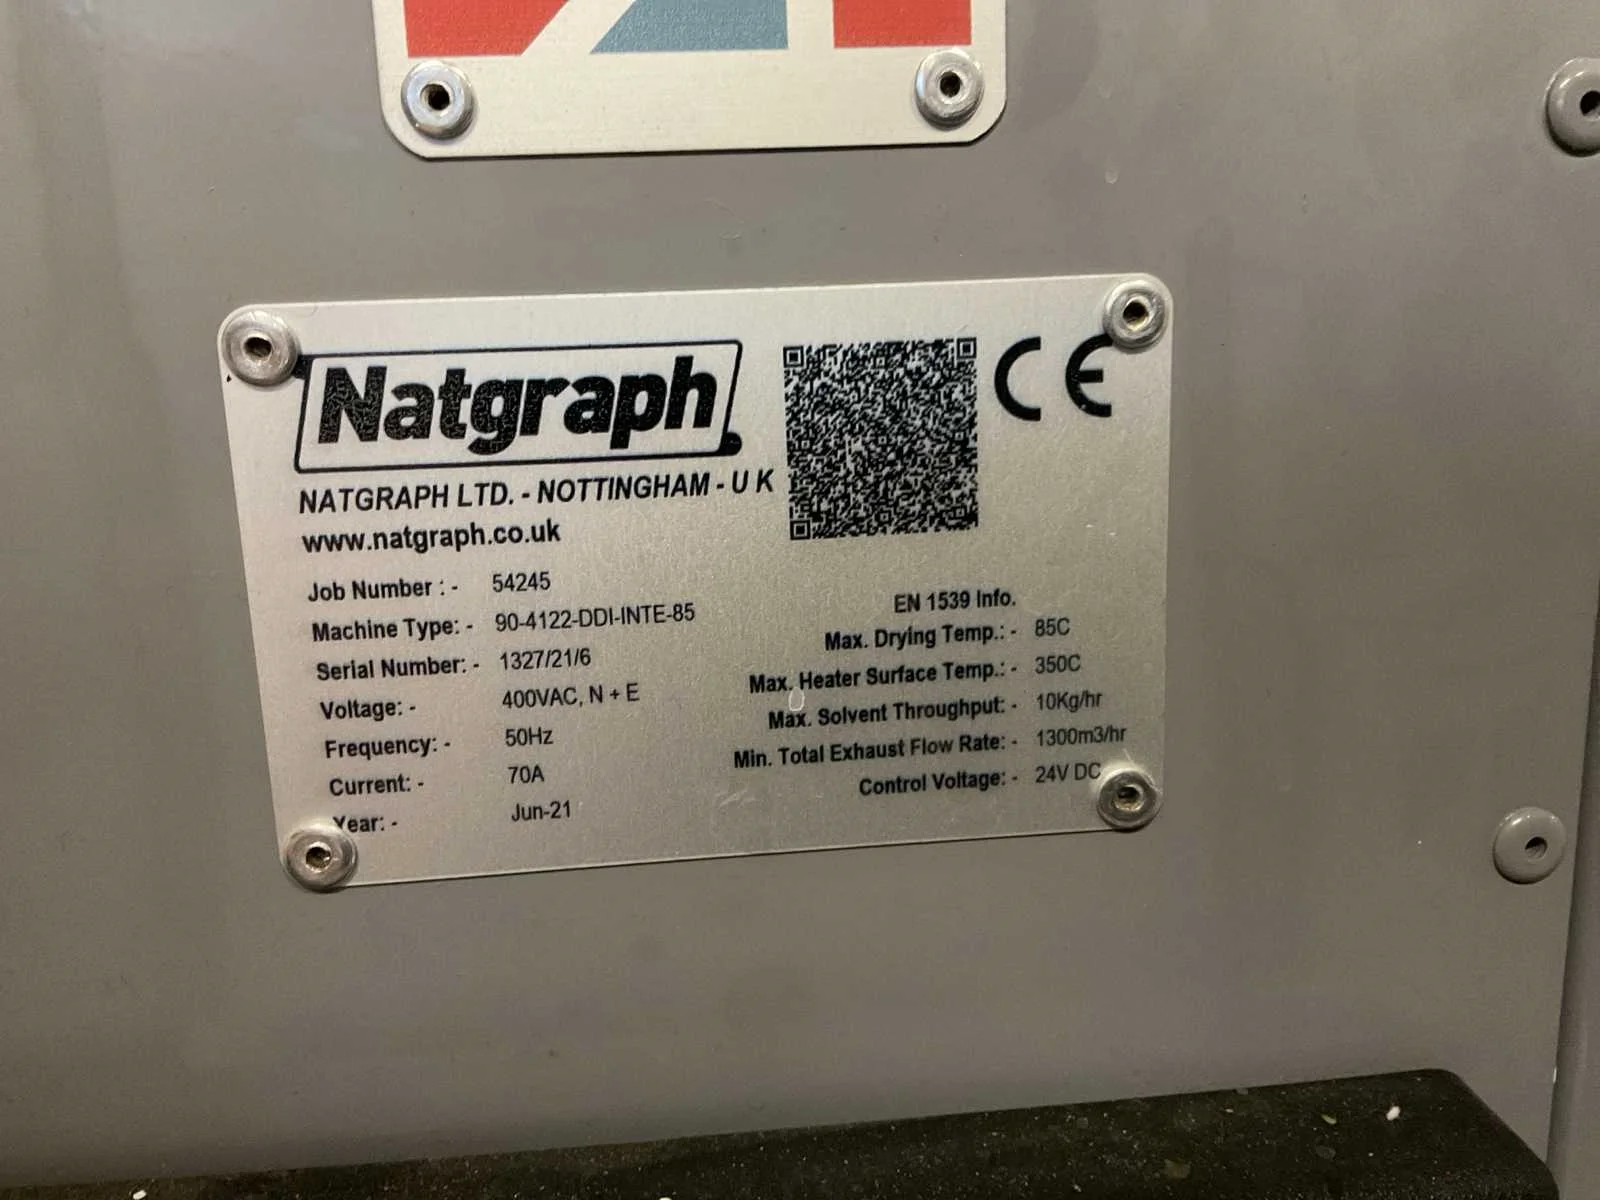 Natgraph
CE
NATGRAPH LTD. - NOTTINGHAM - U K
www.natgraph.co.uk
Job Number : - 54245
Machine Type: - 90-4122-DDI-INTE-85
Serial Number: - 1327/21/6
Voltage: - 400VAC, N + E
Frequency: - 50Hz
Current: - 70A
Year: - Jun-21
EN 1539 Info.
Max. Drying Temp.: - 85C
Max. Heater Surface Temp.: - 350C
Max. Solvent Throughput: - 10Kg/hr
Min. Total Exhaust Flow Rate: - 1300m3/hr
Control Voltage: - 24V DC